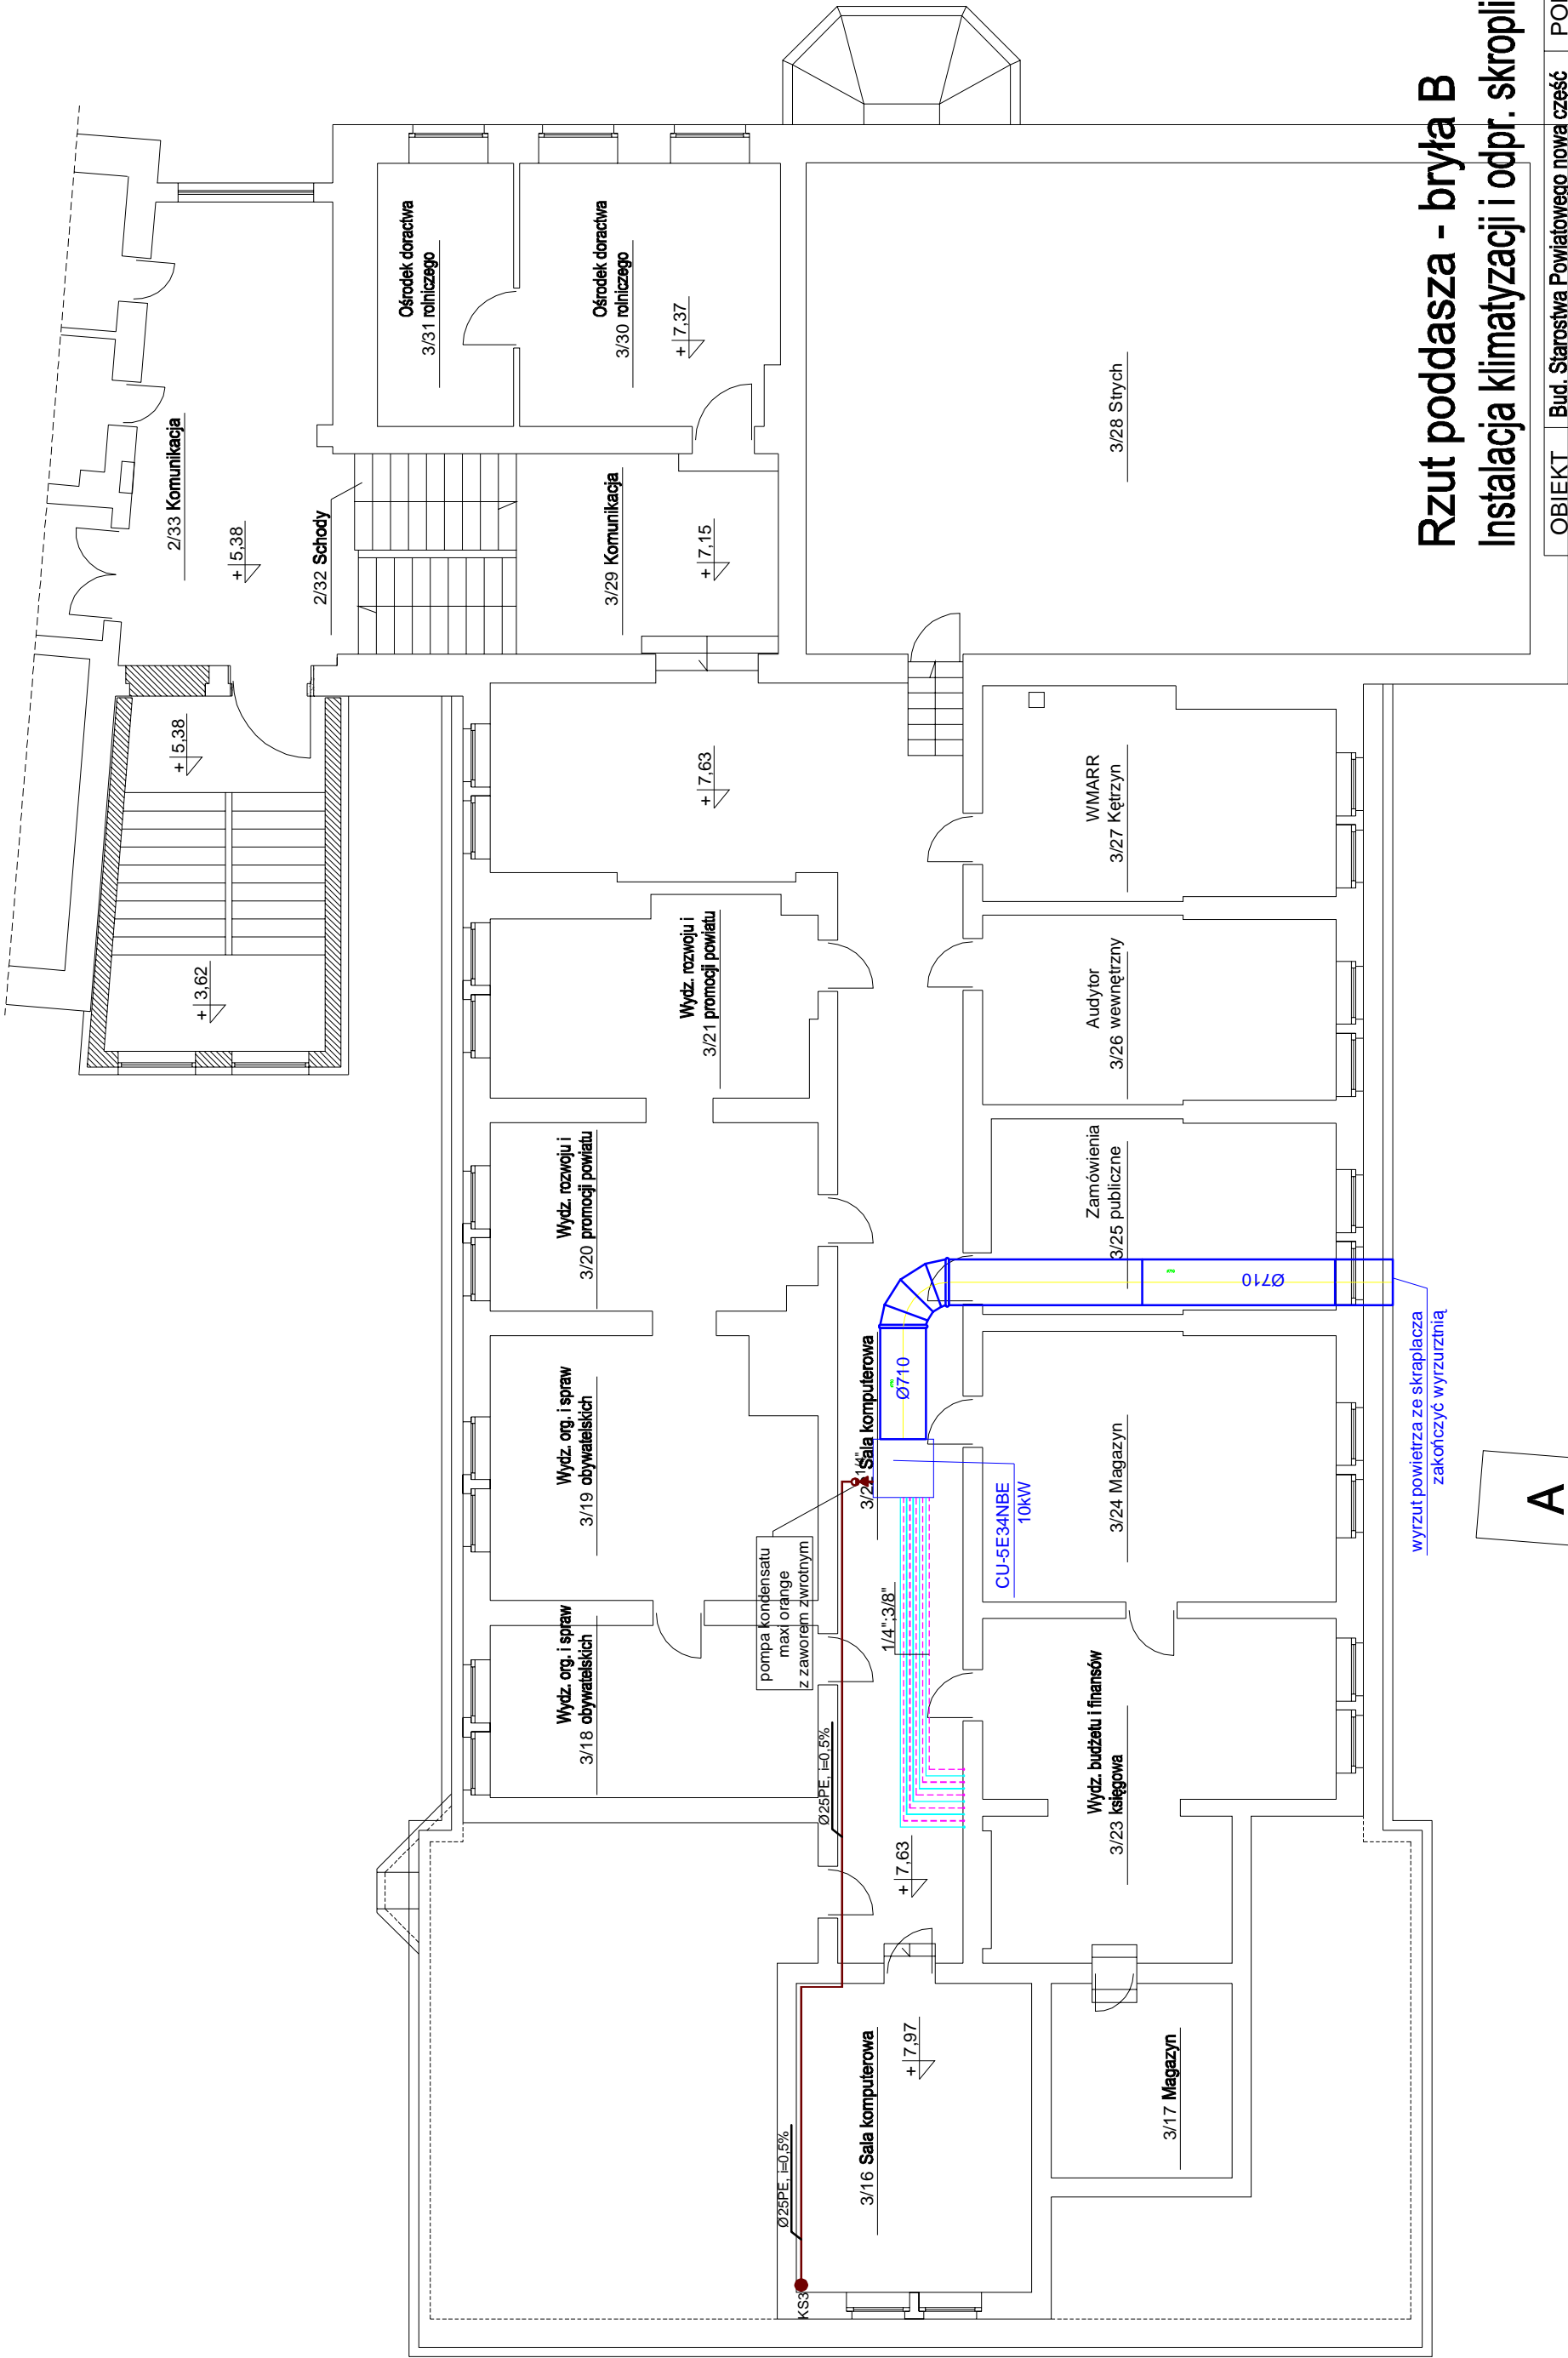 Rzut poddasza - bryła B
Instalacja klimatyzacji i odpr. skropli
OBIEKT
Bud. Starostwa Powiatowego nowa cześć
2/33 Komunikacja
+ 5,38
2/32 Schody
Ośrodek doractwa
3/31 rolniczego
Ośrodek doractwa
3/30 rolniczego
+ 7,37
3/29 Komunikacja
+ 7,15
3/28 Strych
+ 5,38
+ 3,62
+ 7,63
WMARR
3/27 Kętrzyn
Wydz. rozwoju i
3/21 promocji powiatu
Audytor
3/26 wewnętrzny
Wydz. rozwoju i
3/20 promocji powiatu
Zamówienia
3/25 publiczne
Ø710
Ø710
wyrzut powietrza ze skraplacza
zakończyć wyrzurztnią
Wydz. org. i spraw
3/19 obywatelskich
Sala komputerowa
1/4"
CU-5E34NBE
10kW
3/24 Magazyn
A
pompa kondensatu
maxi orange
z zaworem zwrotnym
1/4";3/8"
Wydz. org. i spraw
3/18 obywatelskich
Ø25PE, i=0,5%
Wydz. budżetu i finansów
3/23 księgowa
+ 7,63
3/16 Sala komputerowa
+ 7,97
3/17 Magazyn
Ø25PE, i=0,5%
KS3